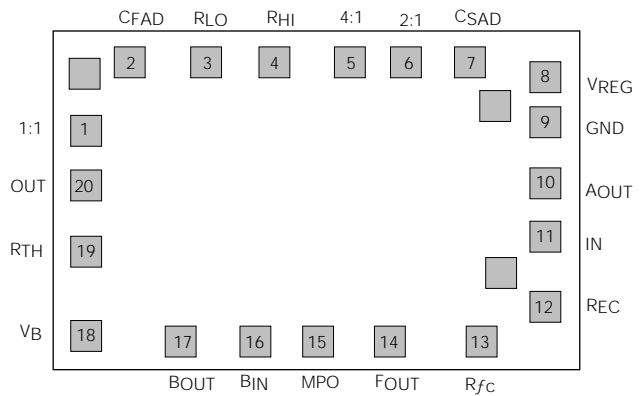 CFAD RLO RHI 4:1 2:1 CSAD
2 3 4 5 6 7
8 VREG
9 GND
1:1 1
OUT 20
10 AOUT
11 IN
RTH 19
12 REC
VB 18
17 16 15 14 13
BOUT BIN MPO FOUT Rfc